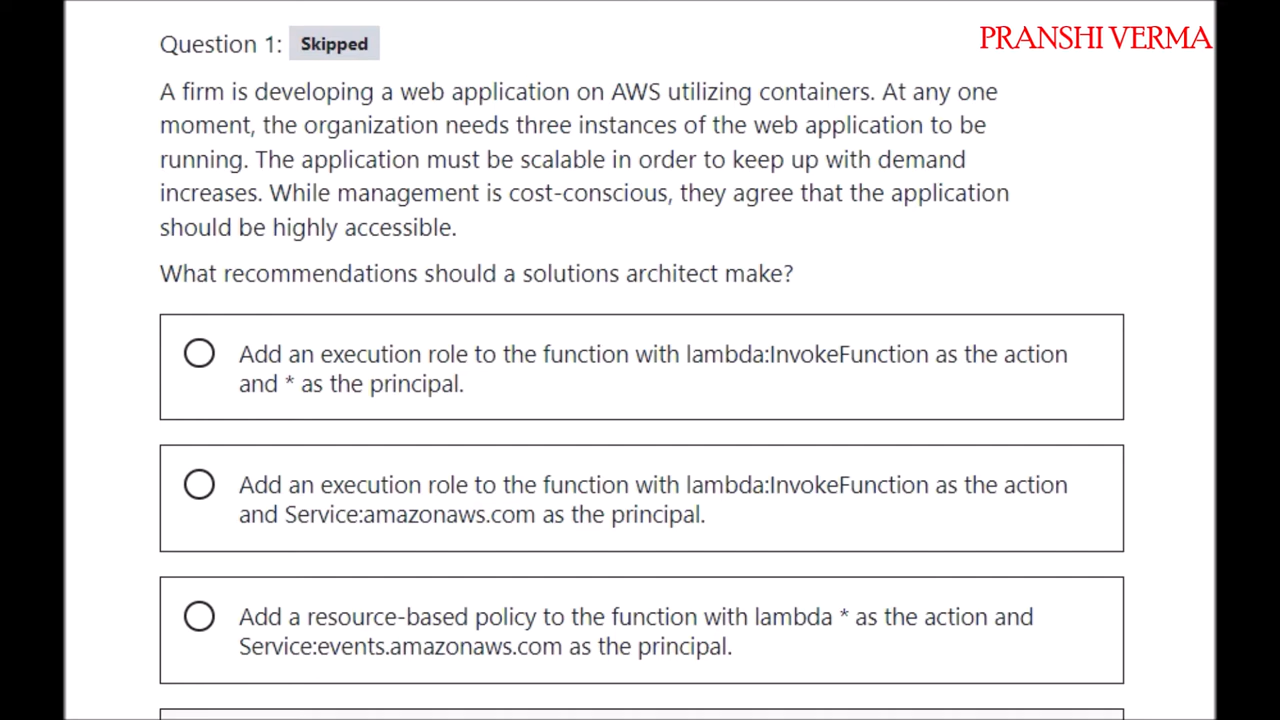 PRANSHI VERMA
Question 1: Skipped
A firm is developing a web application on AWS utilizing containers. At any one
moment, the organization needs three instances of the web application to be
running. The application must be scalable in order to keep up with demand
increases. While management is cost-conscious, they agree that the application
should be highly accessible.
What recommendations should a solutions architect make?
Add an execution role to the function with lambda:InvokeFunction as the action
and * as the principal.
Add an execution role to the function with lambda:InvokeFunction as the action
and Service:amazonaws.com as the principal.
Add a resource-based policy to the function with lambda * as the action and
Service:events.amazonaws.com as the principal.